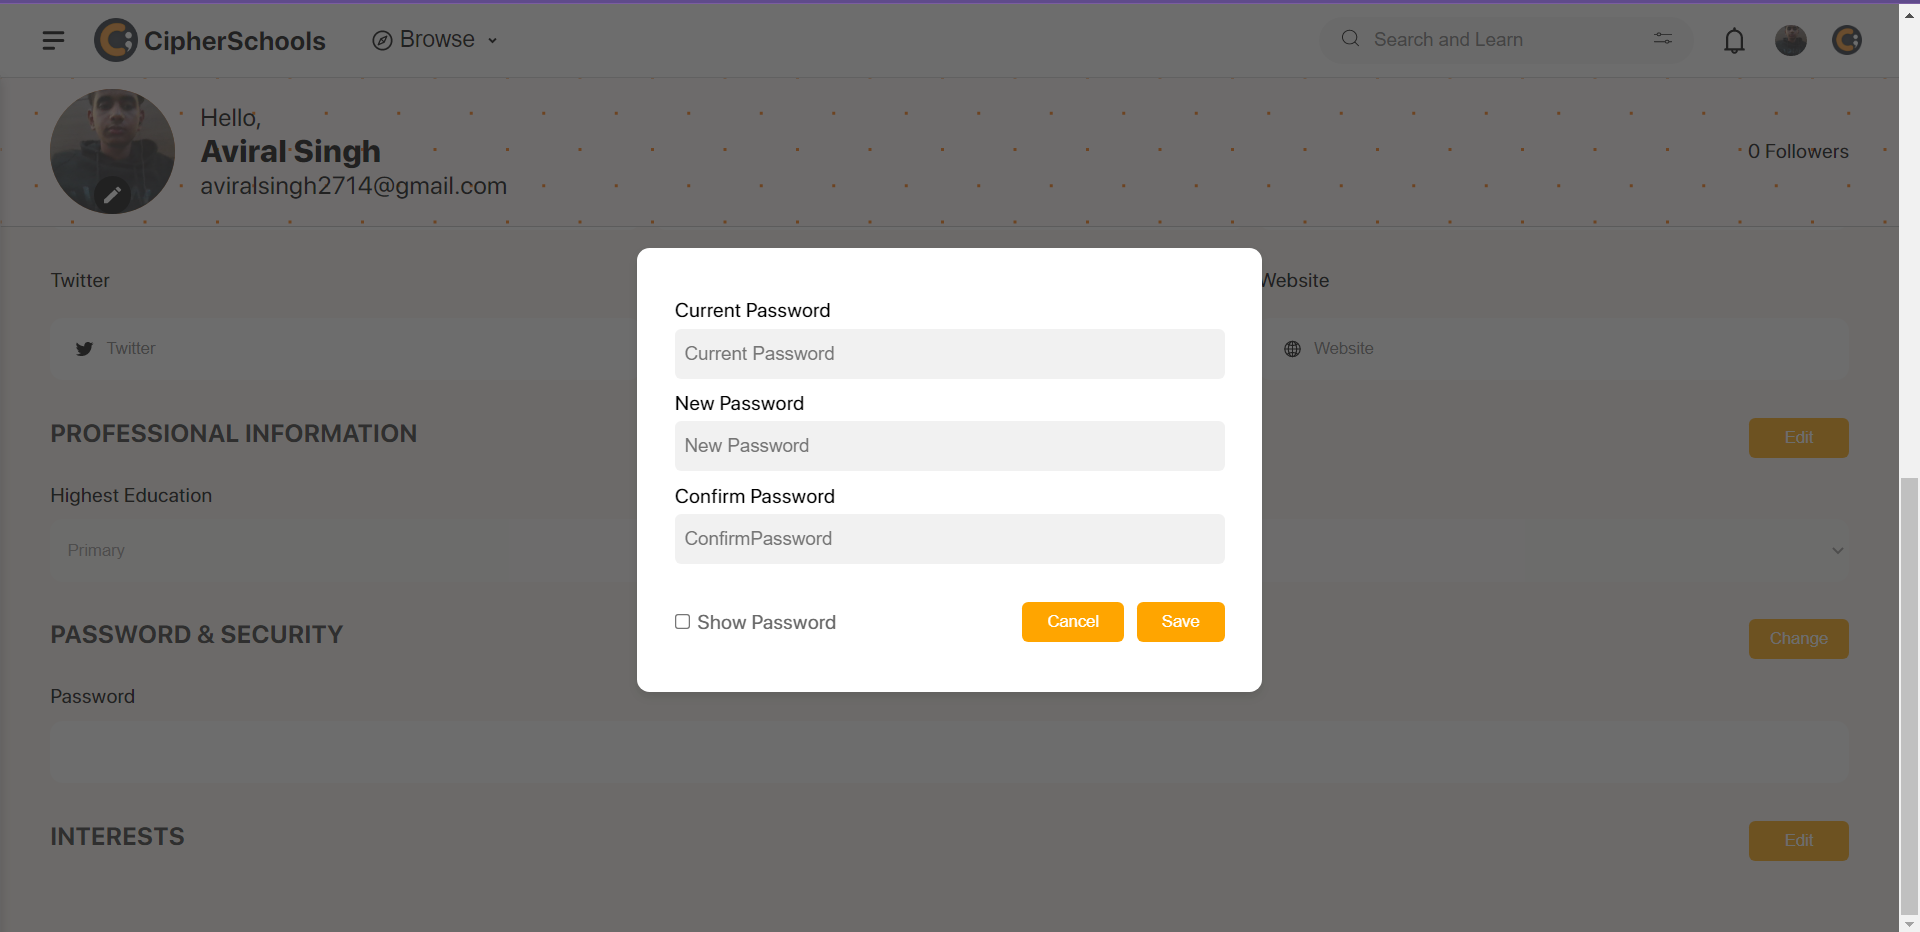 CipherSchools
Browse
Search and Learn
Hello,
Aviral Singh
aviralsingh2714@gmail.com
0 Followers
Twitter
Website
Twitter
Website
PROFESSIONAL INFORMATION
Edit
Highest Education
Primary
PASSWORD & SECURITY
Change
Password
INTERESTS
Edit
Current Password
Current Password
New Password
New Password
Confirm Password
ConfirmPassword
Show Password
Cancel
Save